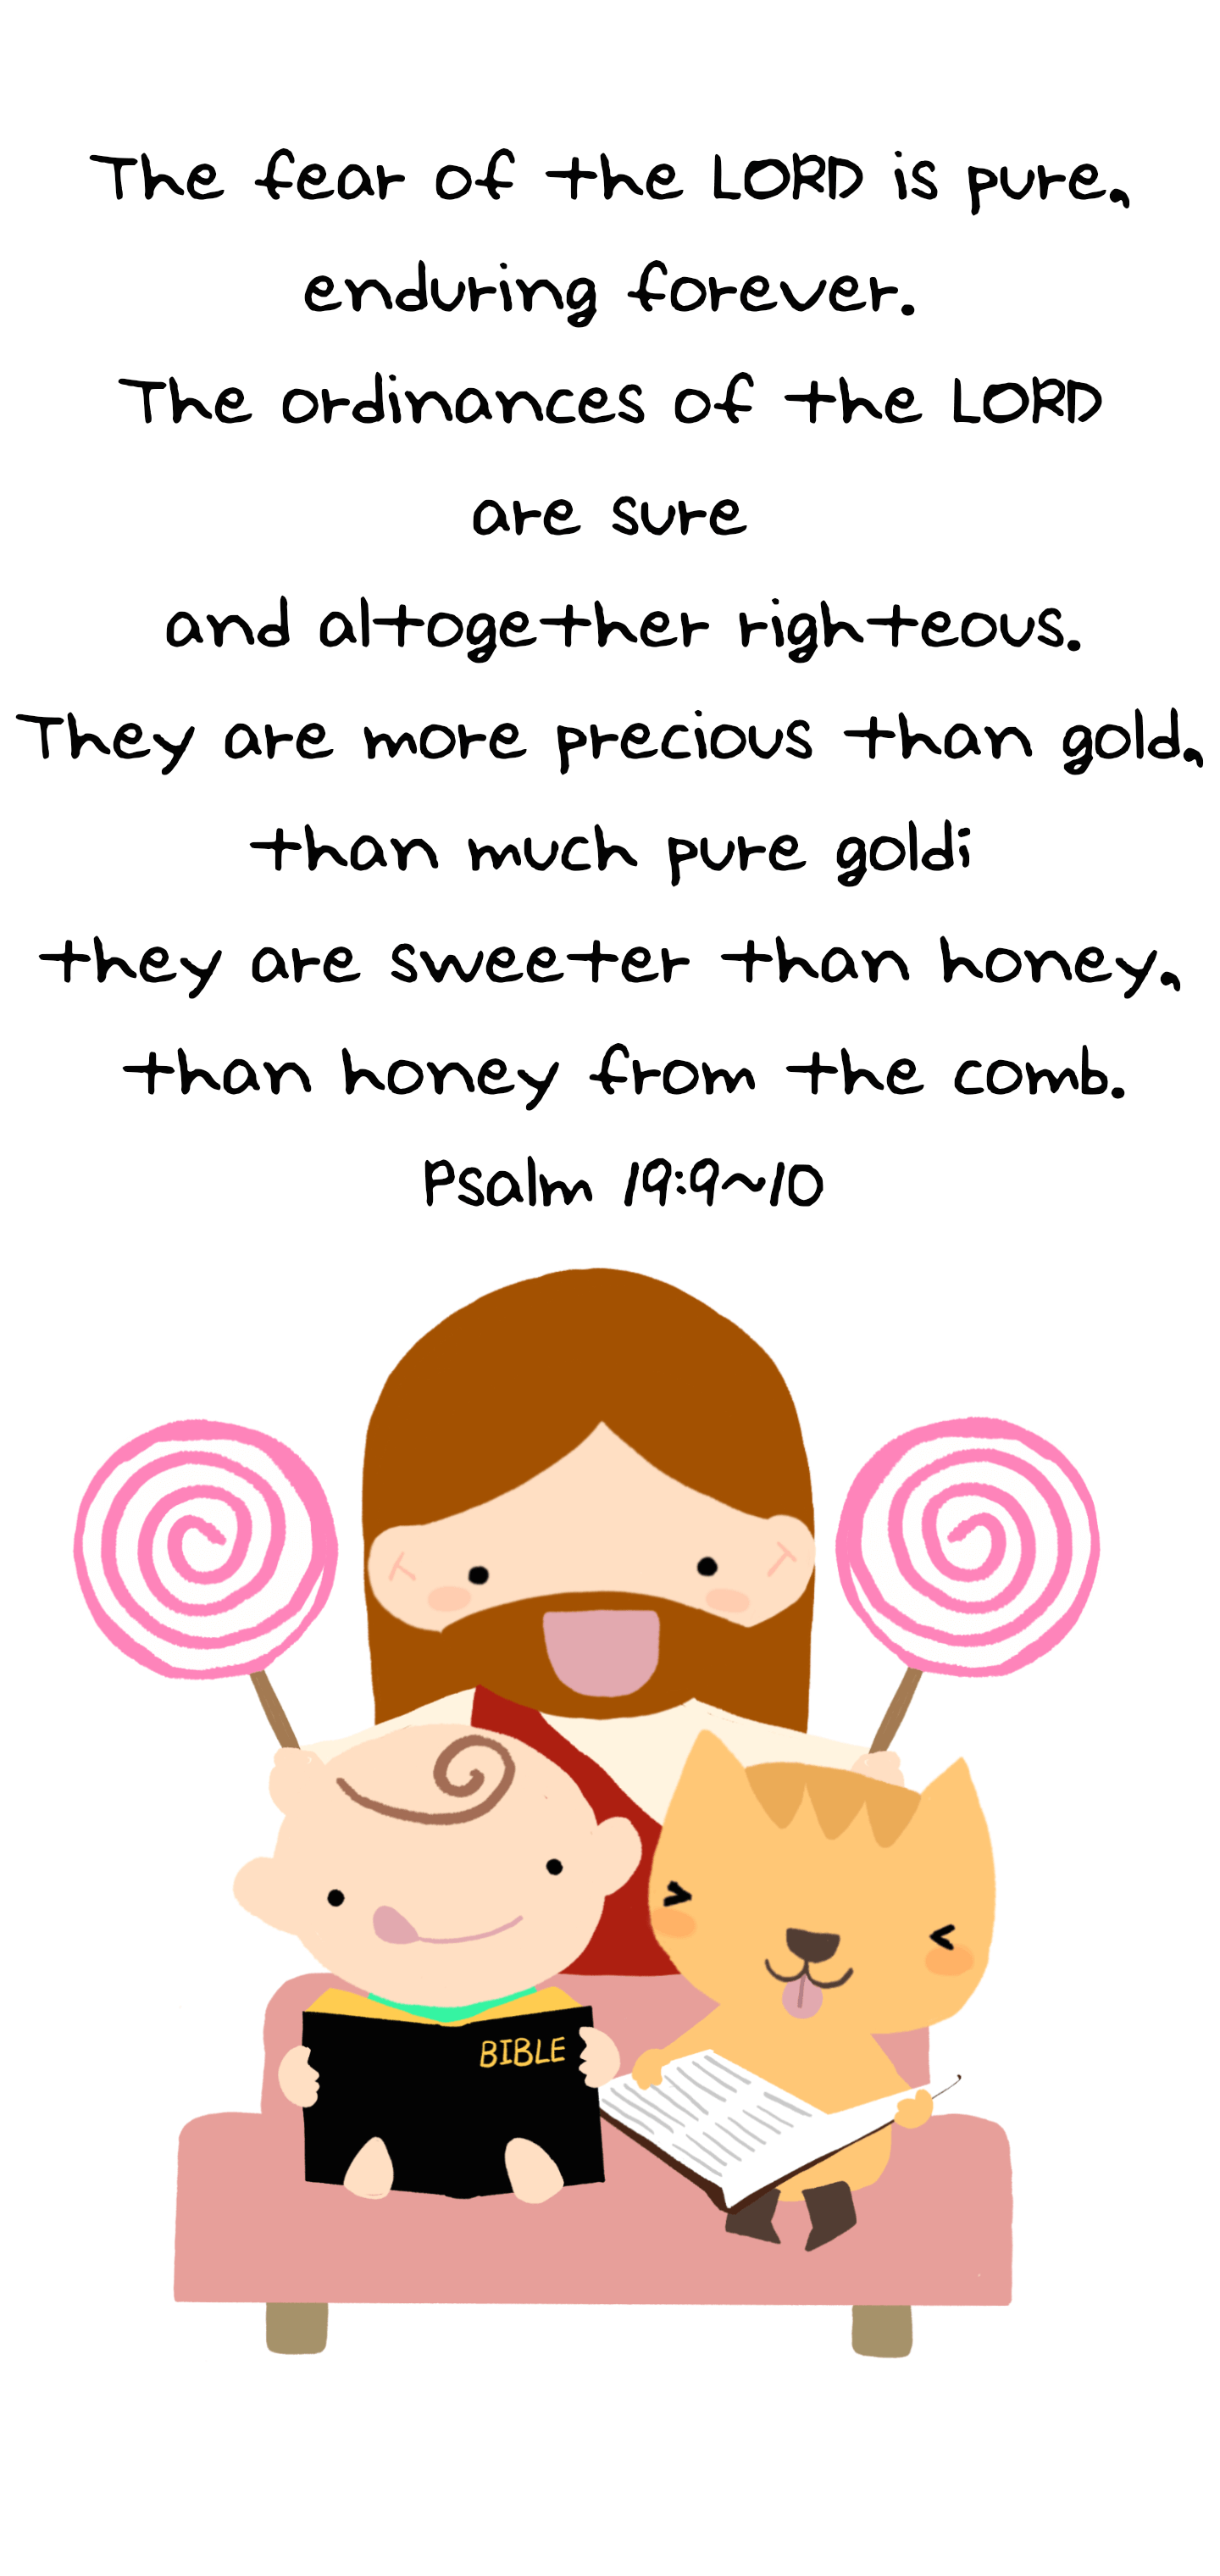 The fear of the LORD is pure,
enduring forever.
The ordinances of the LORD
are sure
and altogether righteous.
They are more precious than gold,
than much pure gold;
they are sweeter than honey,
than honey from the comb.
Psalm 19:9~10
BIBLE